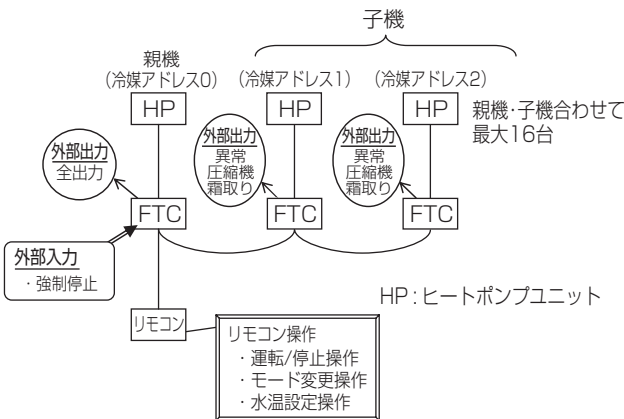 子機
親機
(冷媒アドレス0)
(冷媒アドレス1)
(冷媒アドレス2)
HP
HP
HP
親機・子機合わせて
最大16台
外部出力
全出力
外部出力
異常
圧縮機
霜取り
外部出力
異常
圧縮機
霜取り
FTC
FTC
FTC
外部入力
・強制停止
HP:ヒートポンプユニット
リモコン
リモコン操作
・運転/停止操作
・モード変更操作
・水温設定操作